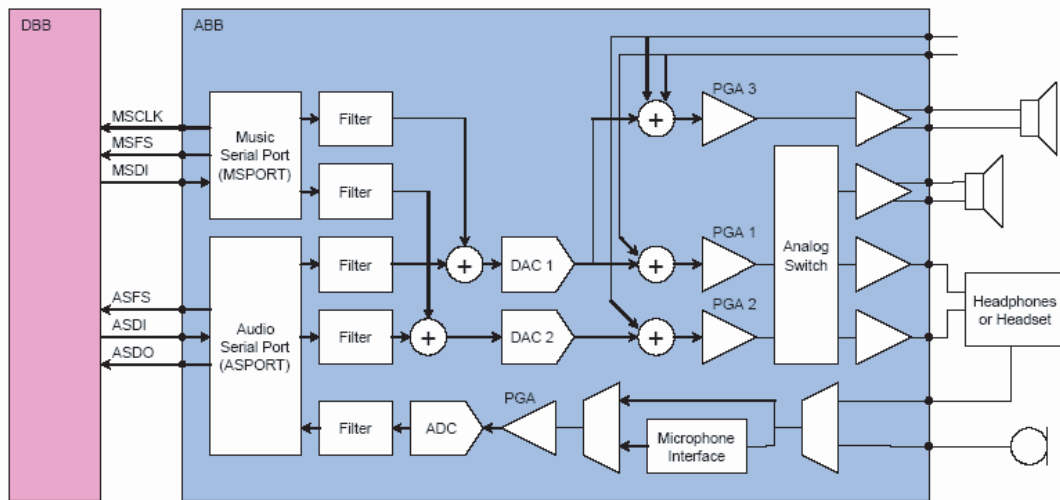 DBB
ABB
MSCLK
MSFS
MSDI
Music
Serial Port
(MSPORT)
Filter
Filter
PGA 3
+
ASFS
ASDI
ASDO
Audio
Serial Port
(ASPORT)
Filter
+
DAC 1
+
PGA 1
Analog
Switch
Filter
+
DAC 2
+
PGA 2
Headphones
or Headset
Filter
ADC
PGA
Microphone
Interface